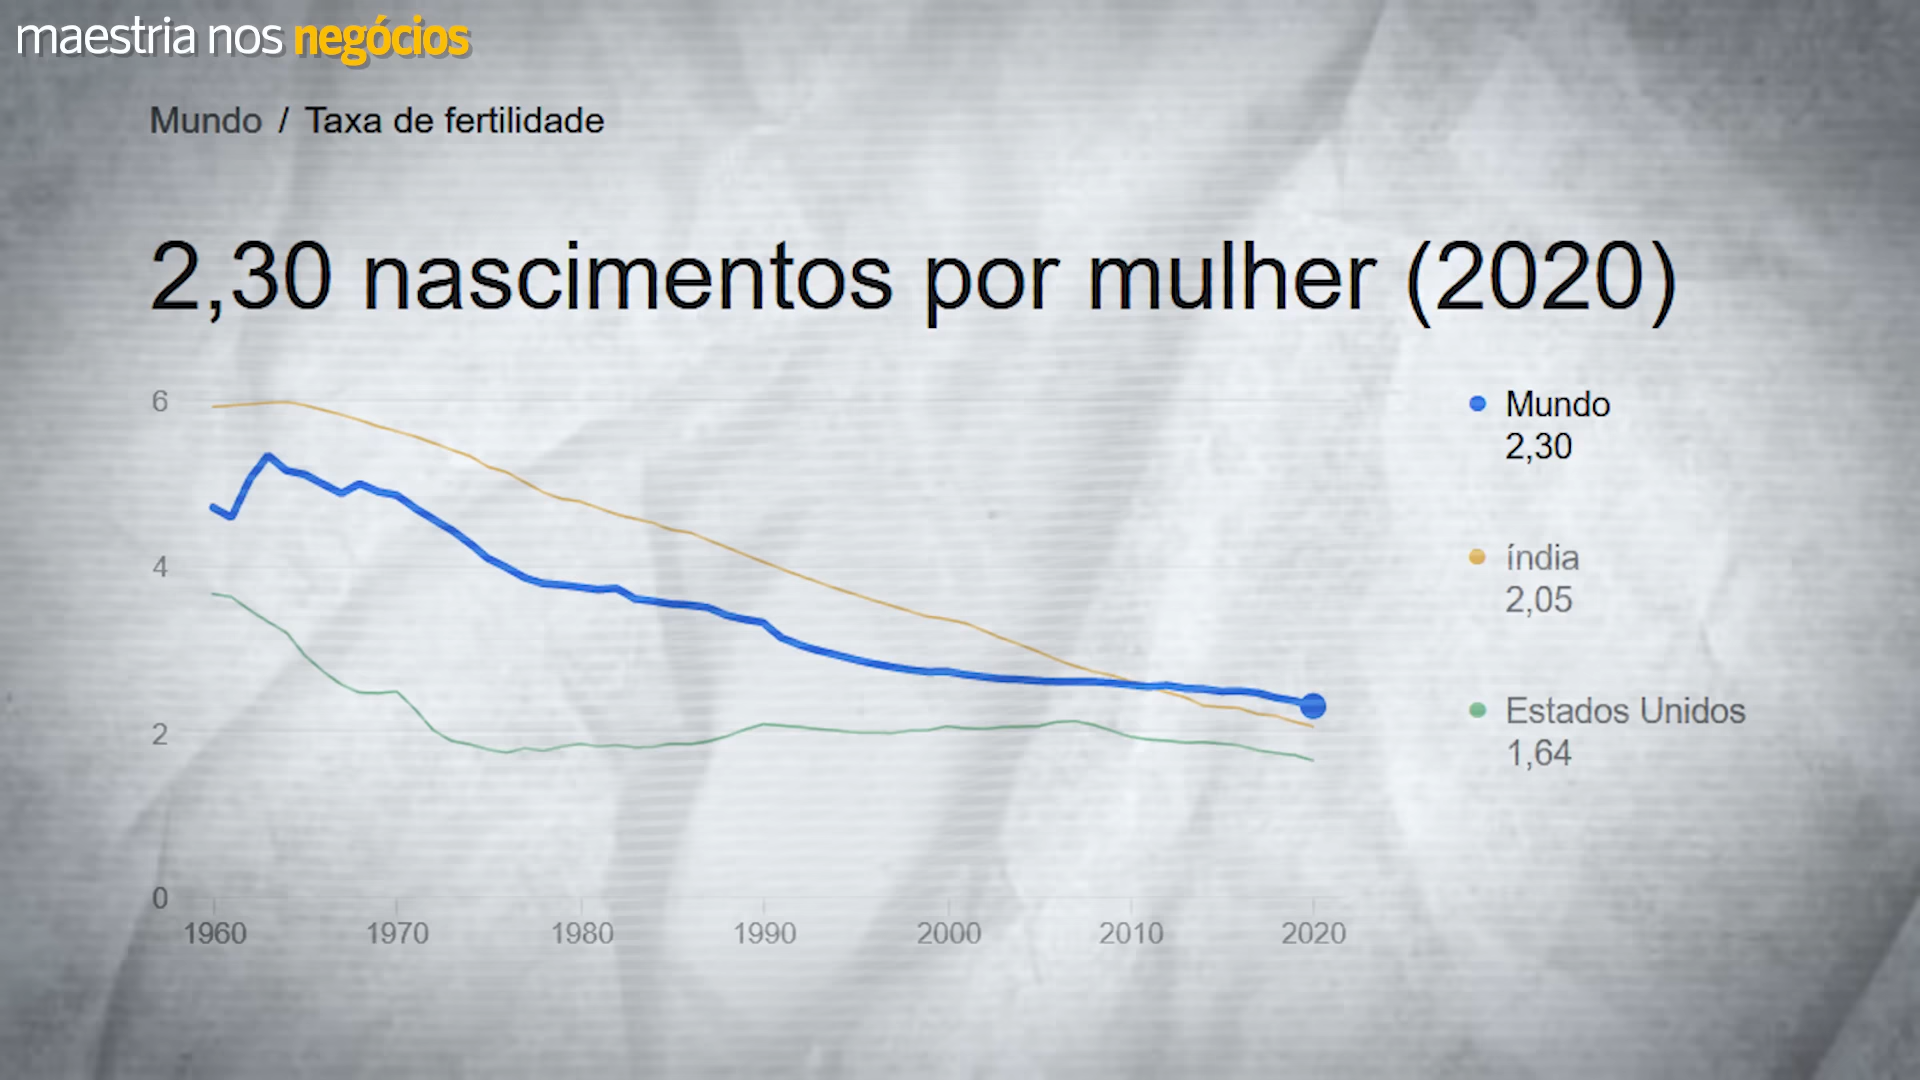 maestria nos negócios
Mundo / Taxa de fertilidade
2,30 nascimentos por mulher (2020)
6
4
2
0
1960 1970 1980 1990 2000 2010 2020
Mundo
2,30
índia
2,05
Estados Unidos
1,64